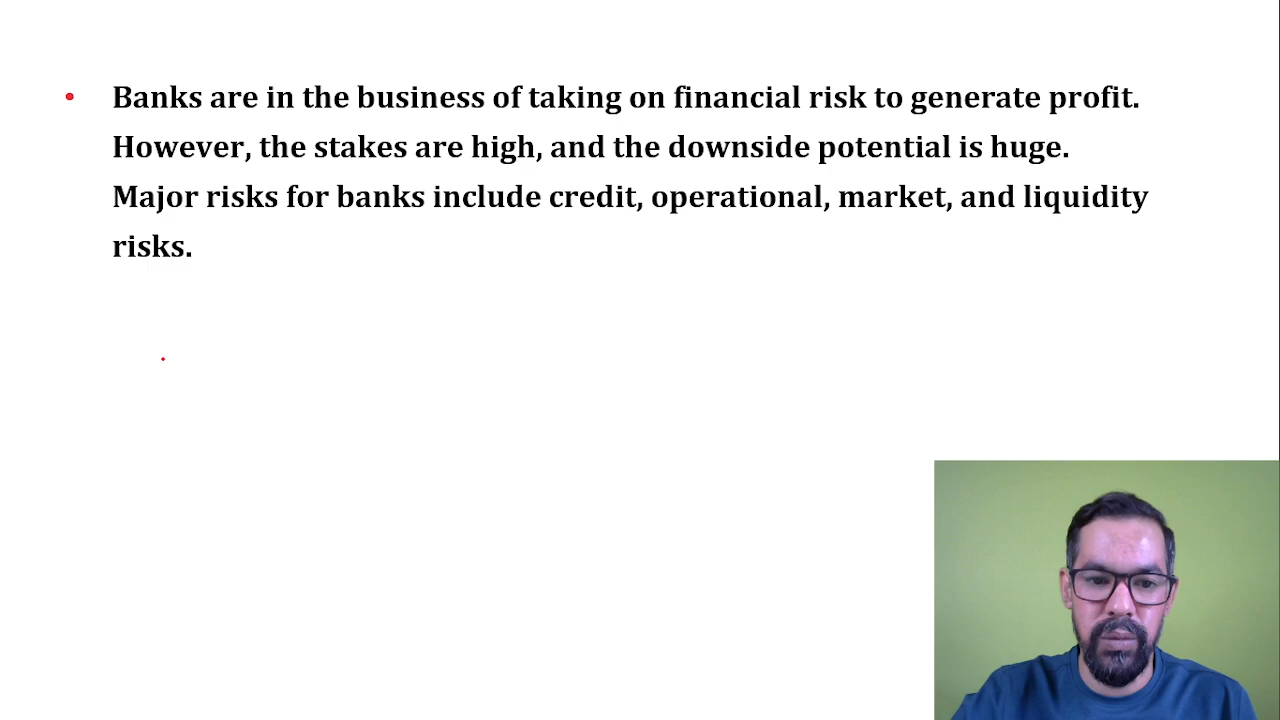 Banks are in the business of taking on financial risk to generate profit.
However, the stakes are high, and the downside potential is huge.
Major risks for banks include credit, operational, market, and liquidity
risks.